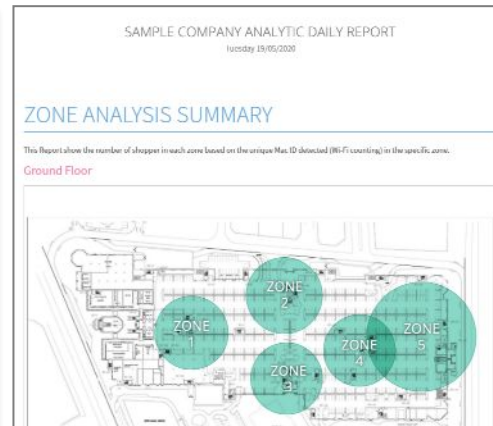 SAMPLE COMPANY ANALYTIC DAILY REPORT
Tuesday 19/05/2020
ZONE ANALYSIS SUMMARY
This Report show the number of shopper in each zone based on the unique Mac ID detected (Wi-Fi counting) in the specific zone.
Ground Floor
ZONE
2
ZONE
1
ZONE
5
ZONE
4
ZONE
3